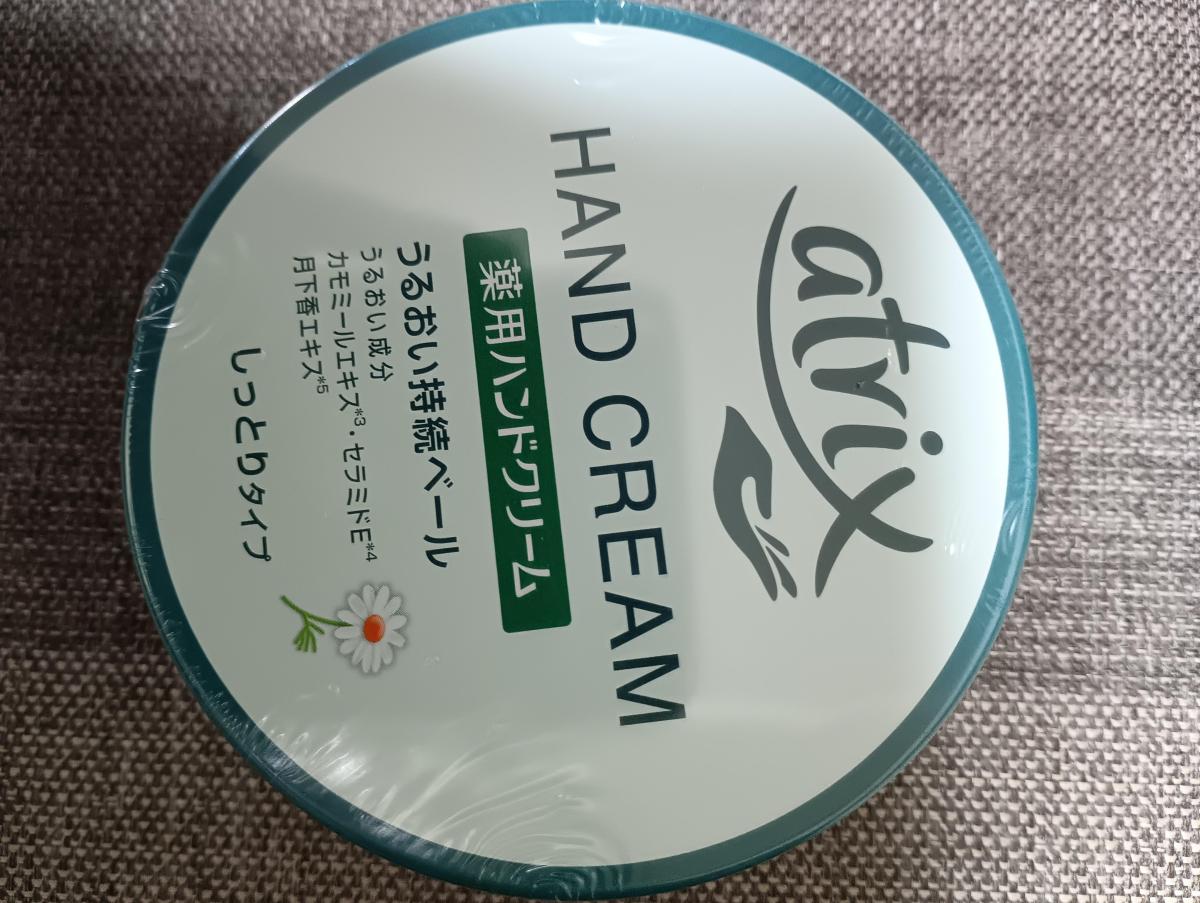 atrix
HAND CREAM
薬用ハンドクリーム
うるおい持続ベール
うるおい成分
カモミールエキス*3・セラミドE*4
月下香エキス*5
しっとりタイプ